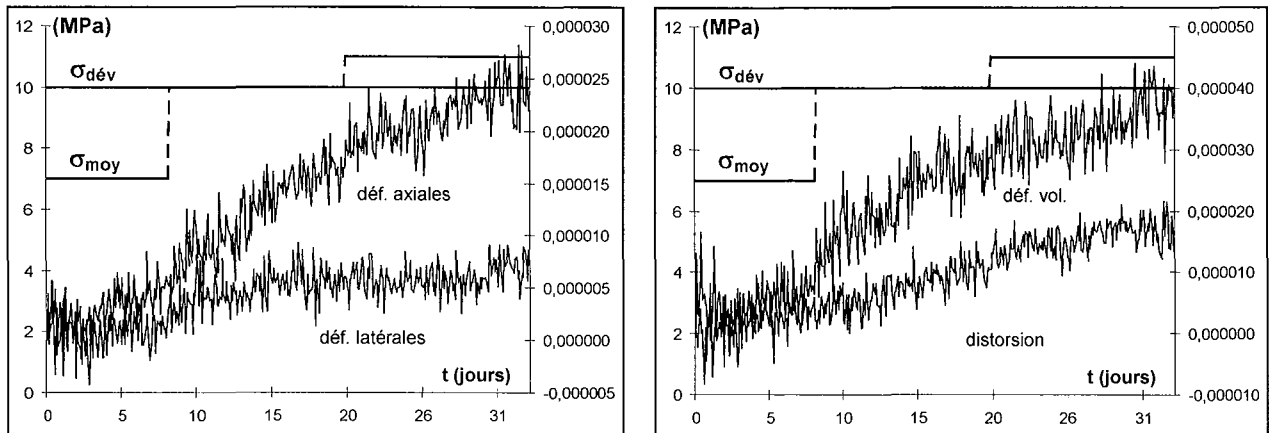 12
(MPa)
0,000030
10
σdév
0,000025
8
σmoy
0,000020
6
déf. axiales
0,000015
4
0,000010
2
déf. latérales
0,000005
0,000000
0
t (jours)
-0,000005
0 5 10 15 20 26 31
12
(MPa)
0,000050
10
σdév
0,000040
8
σmoy
0,000030
6
déf. vol.
0,000020
4
0,000010
2
distorsion
0,000000
0
t (jours)
-0,000010
0 5 10 15 20 26 31